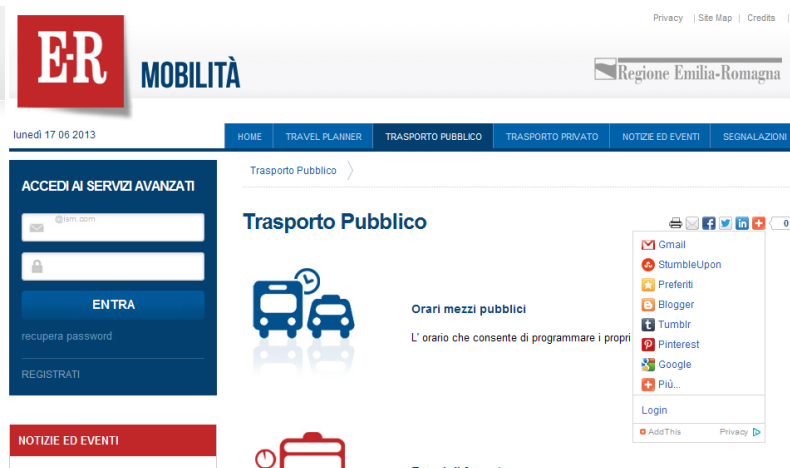 Privacy | Site Map | Credits |
E-R
MOBILITÀ
Regione Emilia-Romagna
lunedì 17 06 2013
HOME TRAVEL PLANNER TRASPORTO PUBBLICO TRASPORTO PRIVATO NOTIZIE ED EVENTI SEGNALAZIONI
Trasporto Pubblico
ACCEDI AI SERVIZI AVANZATI
@ism.com
ENTRA
recupera password
REGISTRATI
NOTIZIE ED EVENTI
Trasporto Pubblico
0
Orari mezzi pubblici
L' orario che consente di programmare i propri
Gmail
StumbleUpon
Preferiti
Blogger
Tumblr
Pinterest
Google
Più...
Login
AddThis Privacy